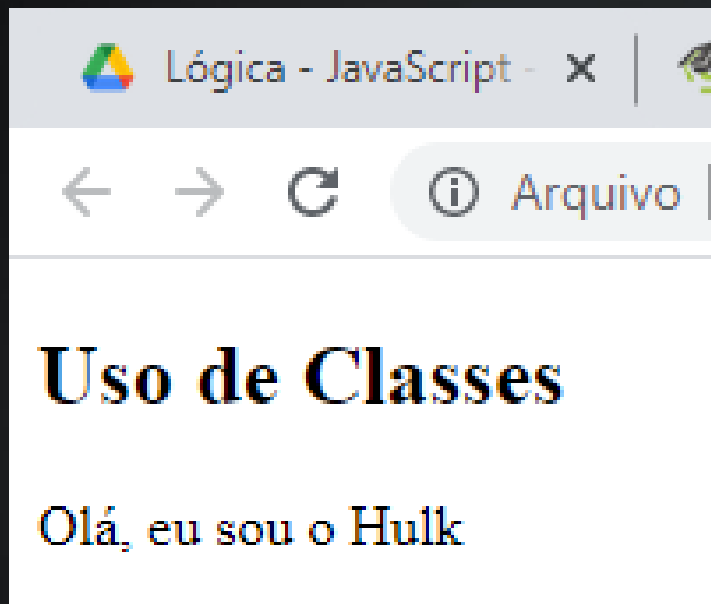 Lógica - JavaScript -
Arquivo
Uso de Classes
Olá, eu sou o Hulk